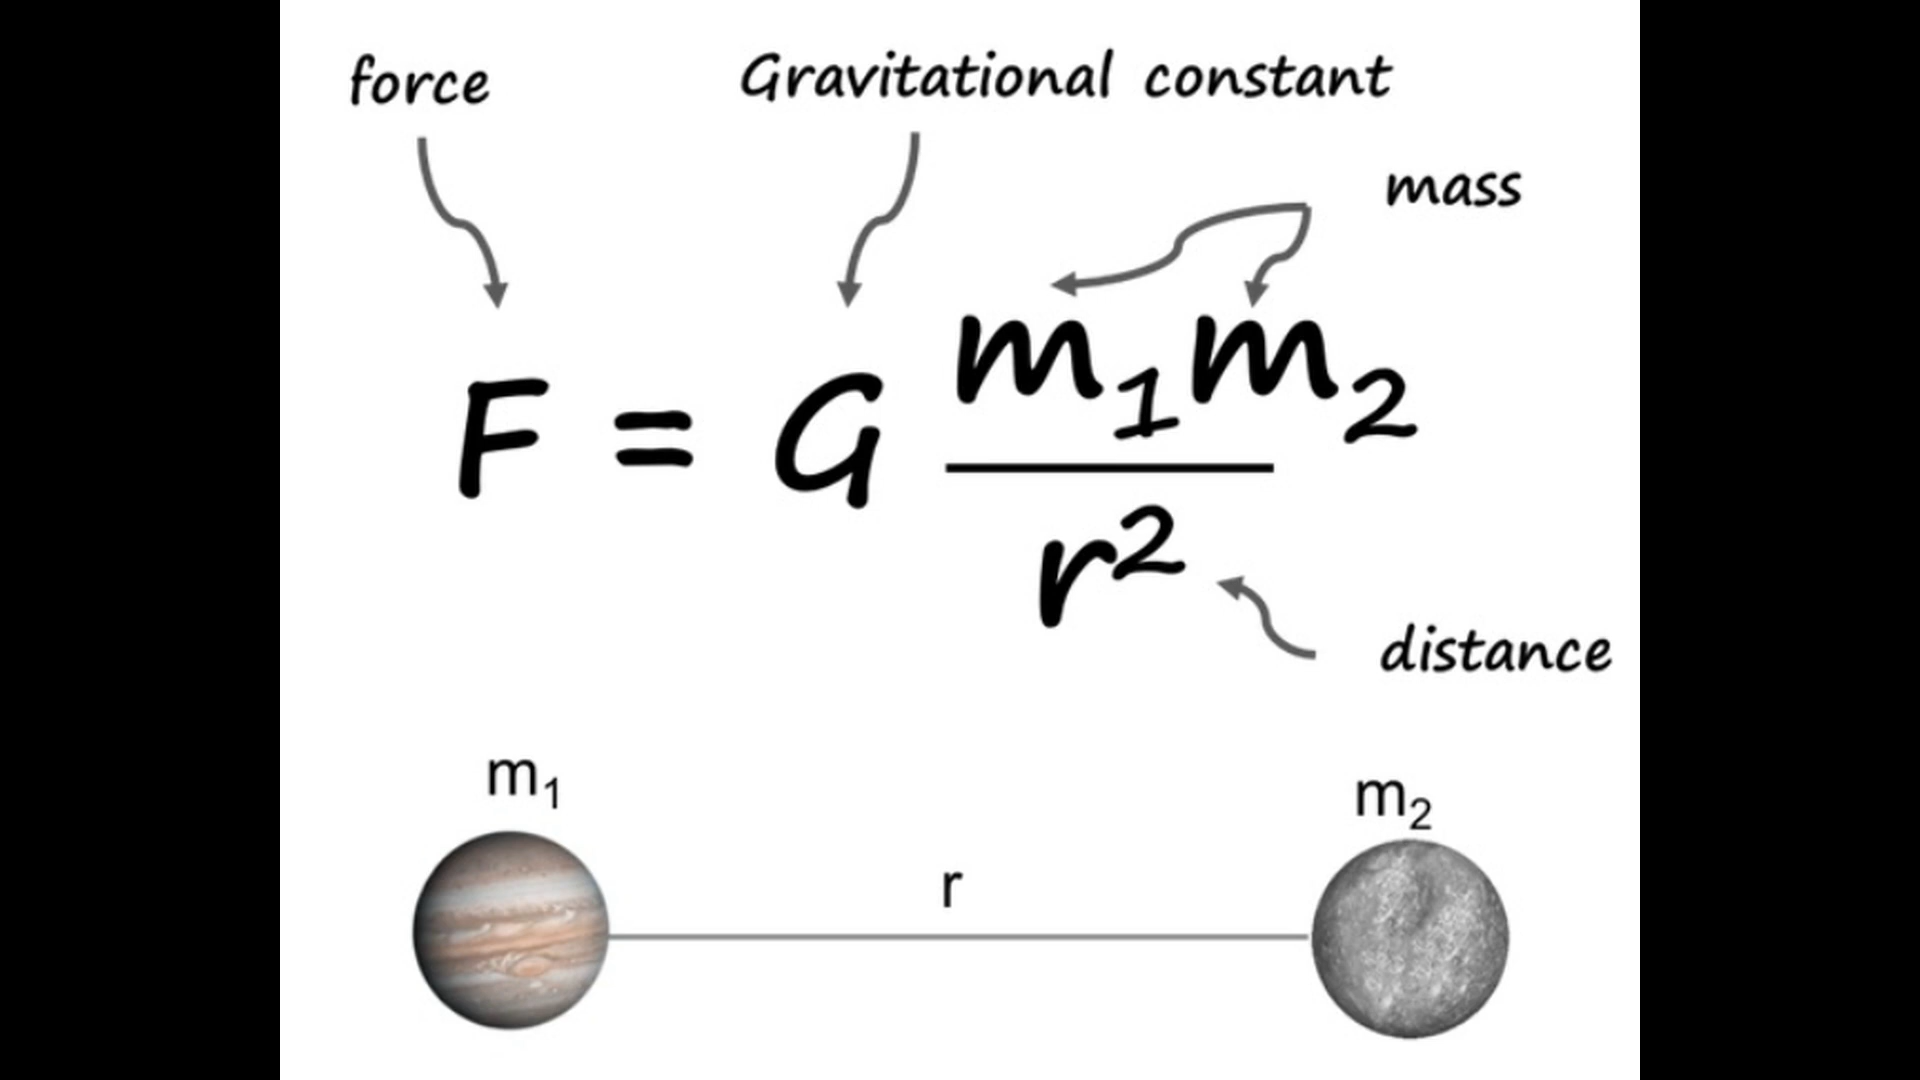 force
Gravitational constant
mass
F = G m₁m₂
r²
distance
m₁
m₂
r